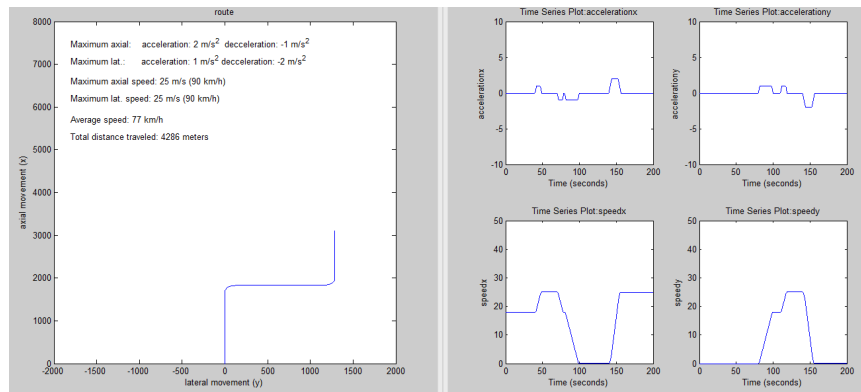 route
8000
7000
6000
5000
4000
3000
2000
1000
0
-2000
-1500
-1000
-500
0
500
1000
1500
2000
axial movement (x)
lateral movement (y)
Maximum axial: acceleration: 2 m/s² decceleration: -1 m/s²
Maximum lat.: acceleration: 1 m/s² decceleration: -2 m/s²
Maximum axial speed: 25 m/s (90 km/h)
Maximum lat. speed: 25 m/s (90 km/h)
Average speed: 77 km/h
Total distance traveled: 4286 meters
Time Series Plot:accelerationx
10
5
0
-5
-10
0
50
100
150
200
accelerationx
Time (seconds)
Time Series Plot:accelerationy
10
5
0
-5
-10
0
50
100
150
200
accelerationy
Time (seconds)
Time Series Plot:speedx
50
40
30
20
10
0
0
50
100
150
200
speedx
Time (seconds)
Time Series Plot:speedy
50
40
30
20
10
0
0
50
100
150
200
speedy
Time (seconds)